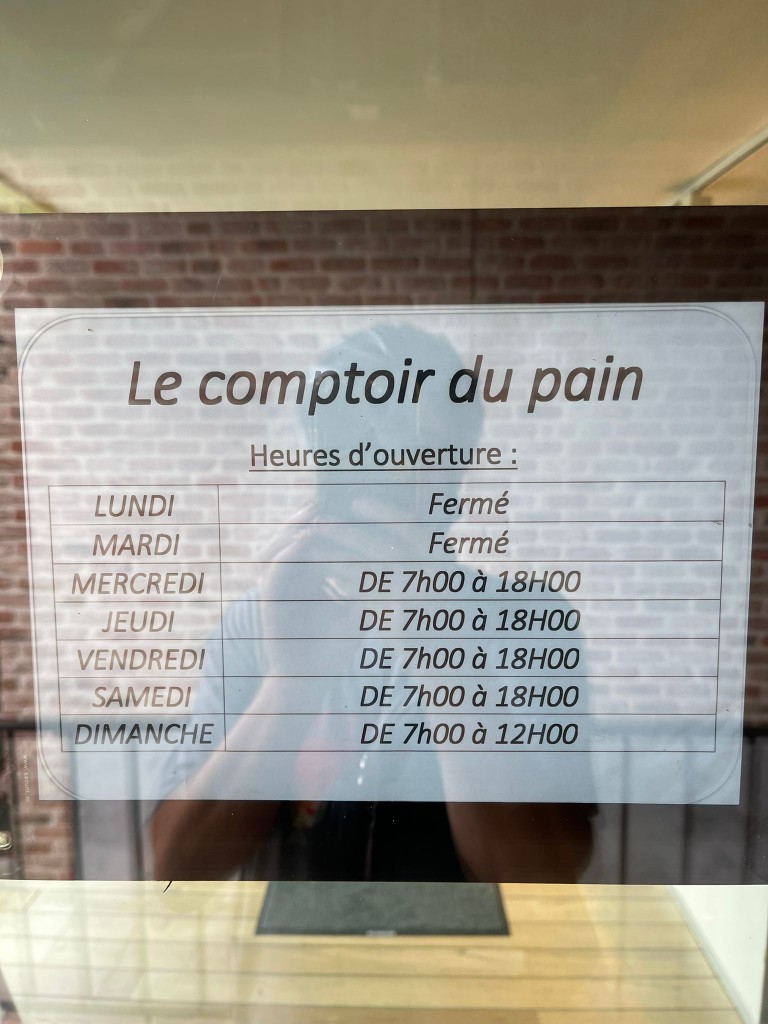 Le comptoir du pain
Heures d'ouverture :
LUNDI Fermé
MARDI Fermé
MERCREDI DE 7h00 à 18H00
JEUDI DE 7h00 à 18H00
VENDREDI DE 7h00 à 18H00
SAMEDI DE 7h00 à 18H00
DIMANCHE DE 7h00 à 12H00